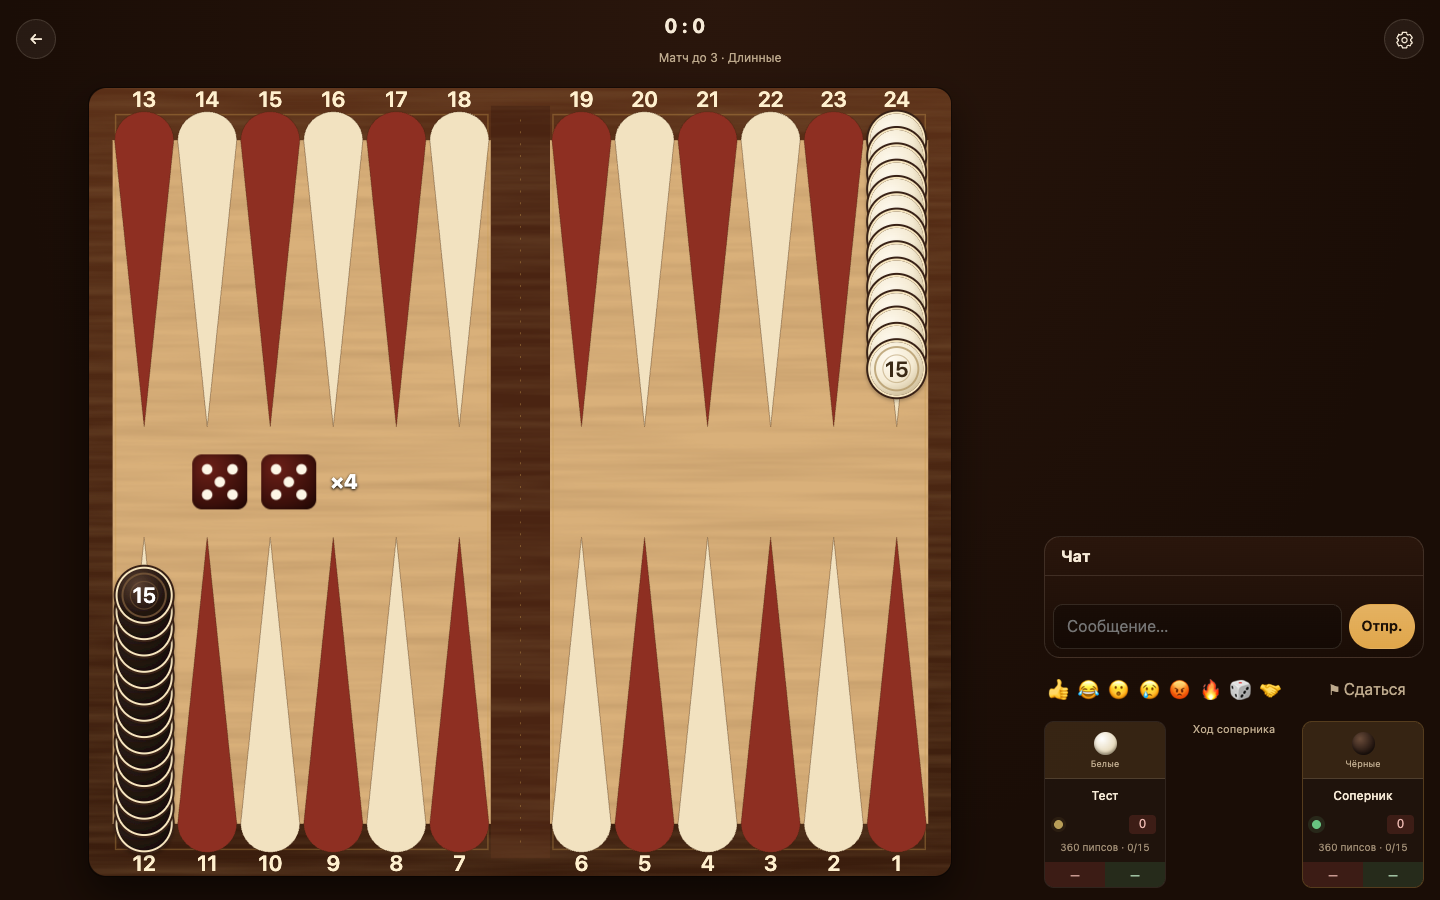 0 : 0
Матч до 3 · Длинные
13 14 15 16 17 18 19 20 21 22 23 24
15
×4
15
12 11 10 9 8 7 6 5 4 3 2 1
Чат
Сообщение...
Отпр.
⚑ Сдаться
Белые
Ход соперника
Чёрные
Тест
Соперник
0
0
360 пипсов · 0/15
360 пипсов · 0/15
– –
– –